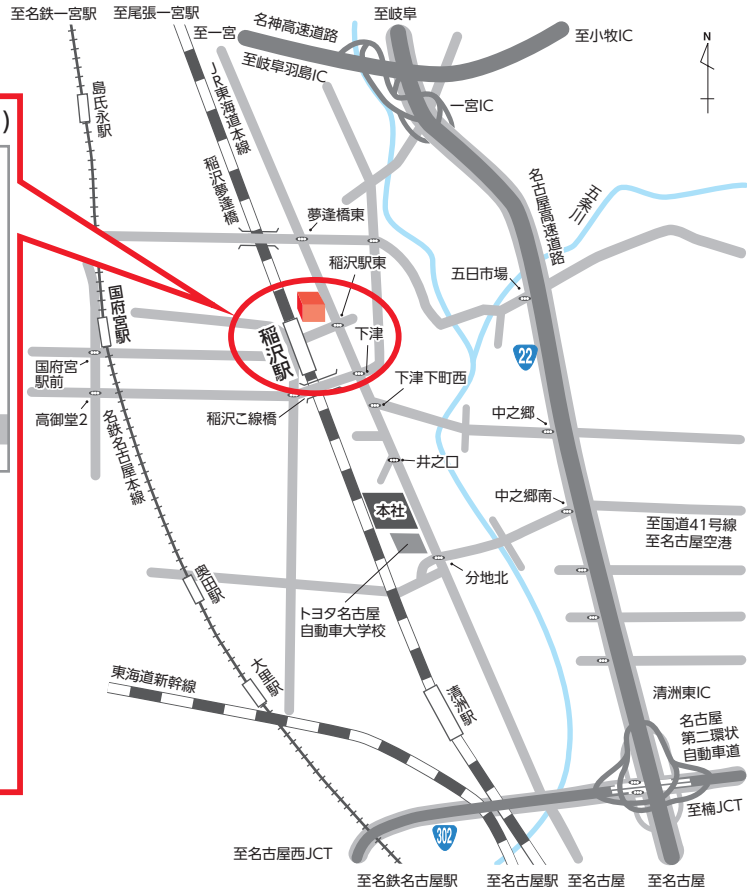 至名鉄一宮駅
至尾張一宮駅
至一宮
名神高速道路
至岐阜
至小牧IC
至岐阜羽島IC
N
島氏永駅
JR東海道本線
一宮IC
)
稲沢夢逢橋
名古屋高速道路
五条川
夢逢橋東
稲沢駅東
五日市場
国府宮駅
稲沢駅
下津
22
国府宮
駅前
下津下町西
高御堂2
稲沢こ線橋
中之郷
名鉄名古屋本線
井之口
中之郷南
本社
至国道41号線
至名古屋空港
奥田駅
分地北
トヨタ名古屋
自動車大学校
大里駅
東海道新幹線
清洲駅
清洲東IC
名古屋
第二環状
自動車道
至楠JCT
302
至名古屋西JCT
至名鉄名古屋駅
至名古屋駅
至名古屋
至名古屋